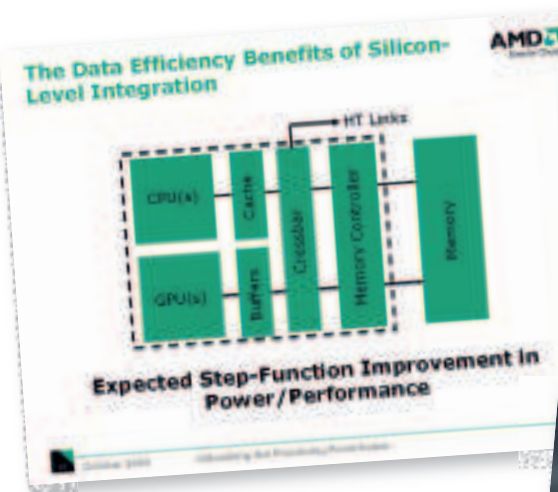 The Data Efficiency Benefits of Silicon-
Level Integration
AMD
HT Links
CPU(s)
Cache
Crossbar
Memory Controller
Memory
GPU(s)
Buffers
Expected Step-Function Improvement in
Power/Performance
October